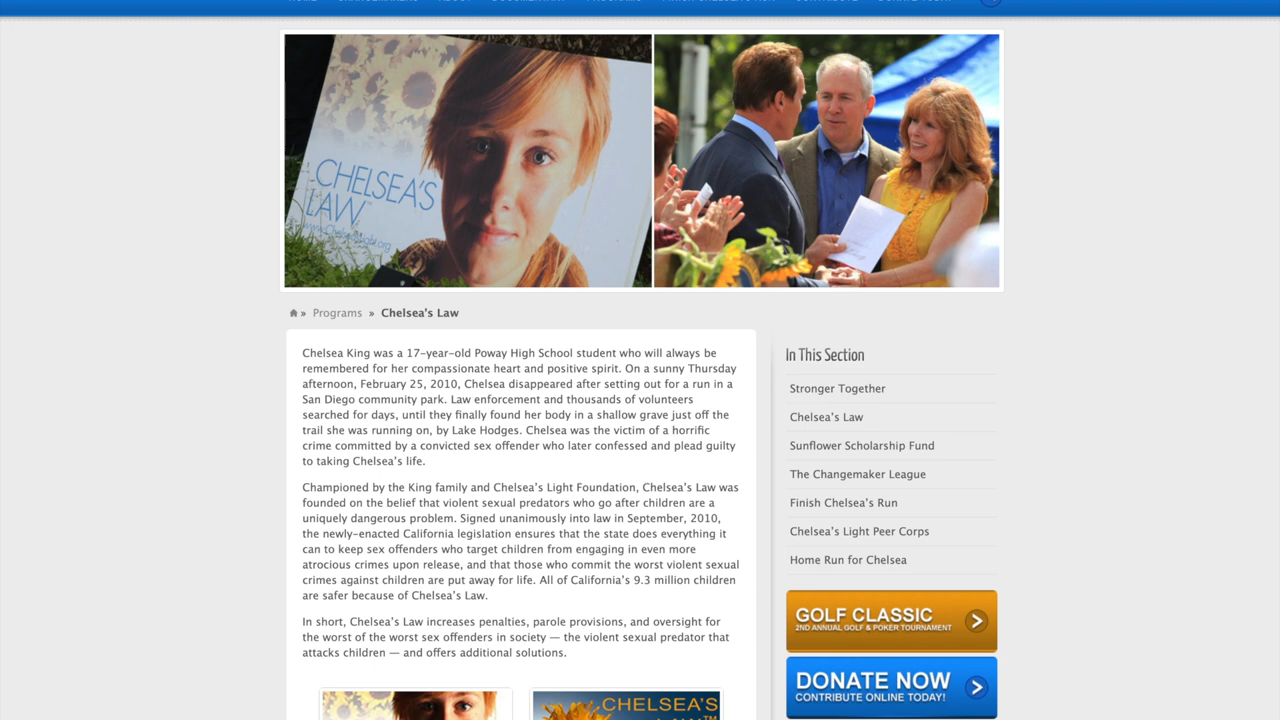 CHELSEA'S
LAW
» Programs » Chelsea's Law
Chelsea King was a 17-year-old Poway High School student who will always be
remembered for her compassionate heart and positive spirit. On a sunny Thursday
afternoon, February 25, 2010, Chelsea disappeared after setting out for a run in a
San Diego community park. Law enforcement and thousands of volunteers
searched for days, until they finally found her body in a shallow grave just off the
trail she was running on, by Lake Hodges. Chelsea was the victim of a horrific
crime committed by a convicted sex offender who later confessed and plead guilty
to taking Chelsea's life.
Championed by the King family and Chelsea's Light Foundation, Chelsea's Law was
founded on the belief that violent sexual predators who go after children are a
uniquely dangerous problem. Signed unanimously into law in September, 2010,
the newly-enacted California legislation ensures that the state does everything it
can to keep sex offenders who target children from engaging in even more
atrocious crimes upon release, and that those who commit the worst violent sexual
crimes against children are put away for life. All of California's 9.3 million children
are safer because of Chelsea's Law.
In short, Chelsea's Law increases penalties, parole provisions, and oversight for
the worst of the worst sex offenders in society — the violent sexual predator that
attacks children — and offers additional solutions.
CHELSEA'S
In This Section
Stronger Together
Chelsea's Law
Sunflower Scholarship Fund
The Changemaker League
Finish Chelsea's Run
Chelsea's Light Peer Corps
Home Run for Chelsea
GOLF CLASSIC
2ND ANNUAL GOLF & POKER TOURNAMENT
DONATE NOW
CONTRIBUTE ONLINE TODAY!